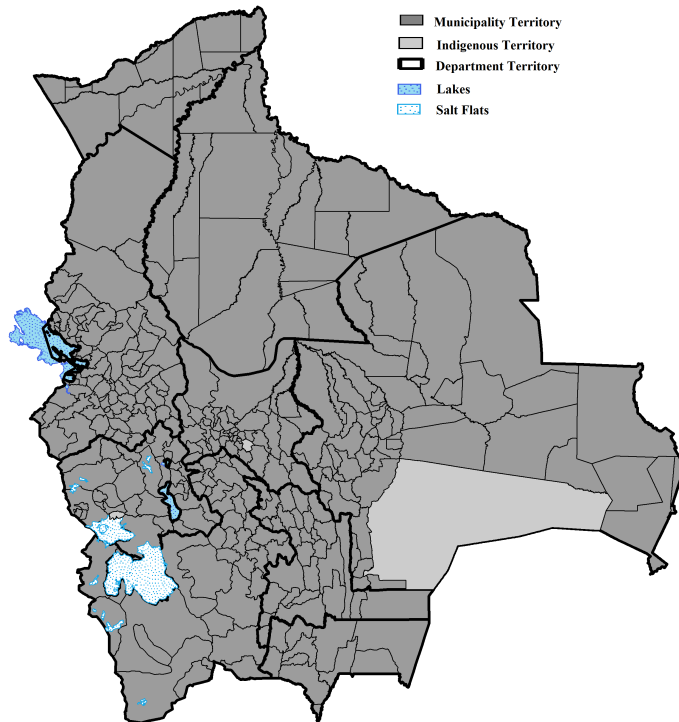 Municipality Territory
Indigenous Territory
Department Territory
Lakes
Salt Flats